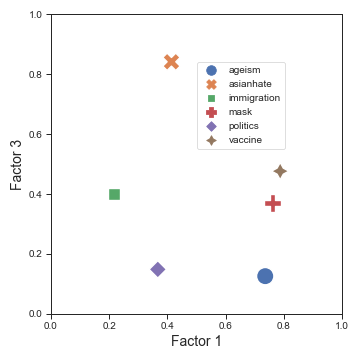 1.0
0.8
0.6
0.4
0.2
0.0
Factor 3
ageism
asianhate
immigration
mask
politics
vaccine
0.0 0.2 0.4 0.6 0.8 1.0
Factor 1